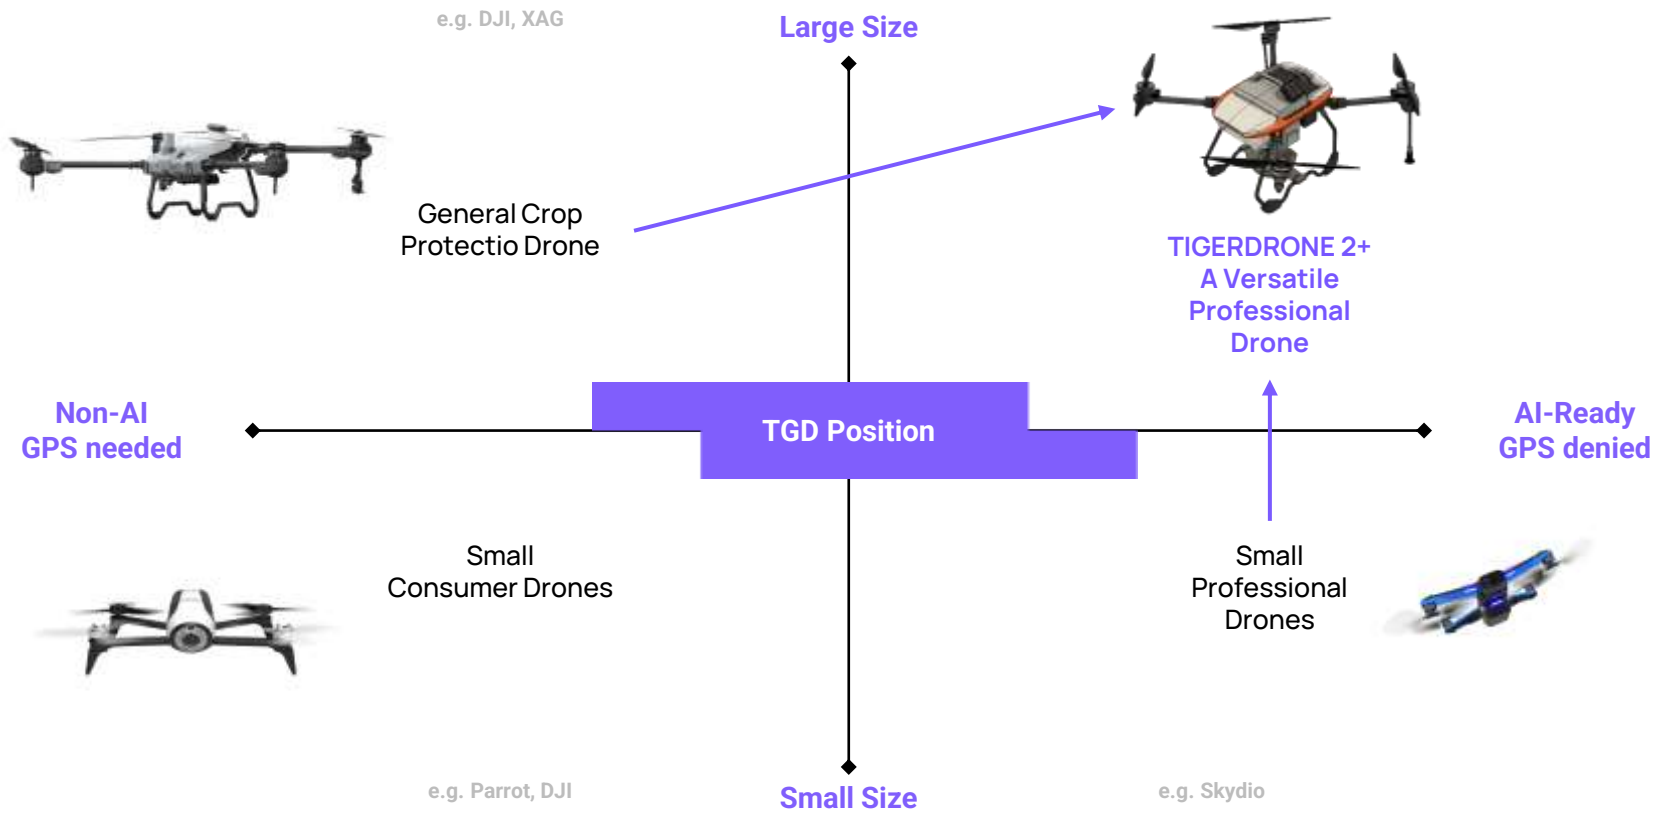 e.g. DJI, XAG
Large Size
General Crop
Protectio Drone
TIGERDRONE 2+
A Versatile
Professional
Drone
Non-AI
GPS needed
TGD Position
AI-Ready
GPS denied
Small
Consumer Drones
Small
Professional
Drones
e.g. Parrot, DJI
Small Size
e.g. Skydio